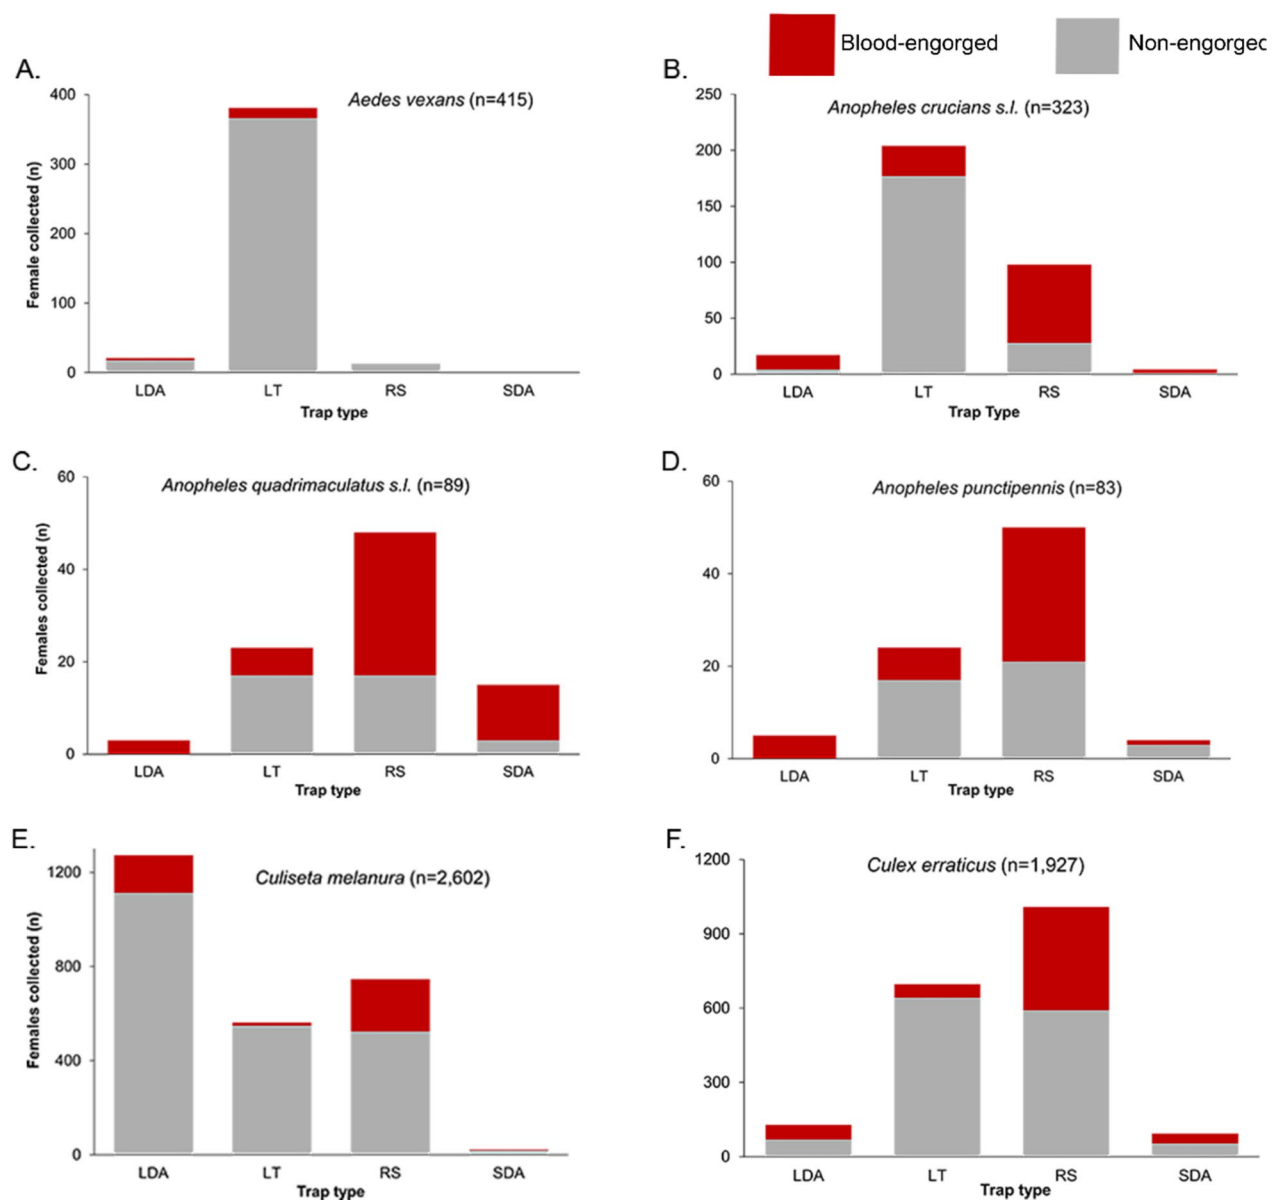 Blood-engorged
Non-engorged
A.
Aedes vexans (n=415)
Female collected (n)
400
300
200
100
0
LDA LT RS SDA
Trap type
B.
Anopheles crucians s.l. (n=323)
250
200
150
100
50
0
LDA LT RS SDA
Trap Type
C.
Anopheles quadrimaculatus s.l. (n=89)
Females collected (n)
60
40
20
0
LDA LT RS SDA
Trap type
D.
Anopheles punctipennis (n=83)
60
40
20
0
LDA LT RS SDA
Trap type
E.
Culiseta melanura (n=2,602)
Females collected (n)
1200
800
400
0
LDA LT RS SDA
Trap type
F.
Culex erraticus (n=1,927)
1200
900
600
300
0
LDA LT RS SDA
Trap type